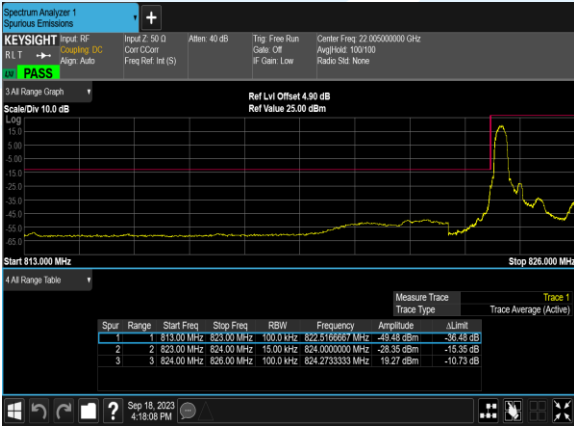 Spectrum Analyzer 1
Spurious Emissions
KEYSIGHT Input: RF Input Z: 50 Ω Atten: 40 dB Trig: Free Run Center Freq: 22.005000000 GHz
R L T Coupling: DC Corr CCorr Gate: Off Avg|Hold: 100/100
Align: Auto Freq Ref: Int (S) IF Gain: Low Radio Std: None
PASS
3 All Range Graph
Ref Lvl Offset 4.90 dB
Scale/Div 10.0 dB Ref Value 25.00 dBm
Log
15.0
5.00
-5.00
-15.0
-25.0
-35.0
-45.0
-55.0
-65.0
Start 813.000 MHz Stop 826.000 MHz
4 All Range Table
Measure Trace Trace 1
Trace Type Trace Average (Active)
Spur Range Start Freq Stop Freq RBW Frequency Amplitude ΔLimit
1 1 813.00 MHz 823.00 MHz 100.0 kHz 822.5166667 MHz -49.48 dBm -36.48 dB
2 2 823.00 MHz 824.00 MHz 15.00 kHz 824.0000000 MHz -28.35 dBm -15.35 dB
3 3 824.00 MHz 826.00 MHz 100.0 kHz 824.2733333 MHz 19.27 dBm -10.73 dB
Sep 18, 2023
4:18:08 PM